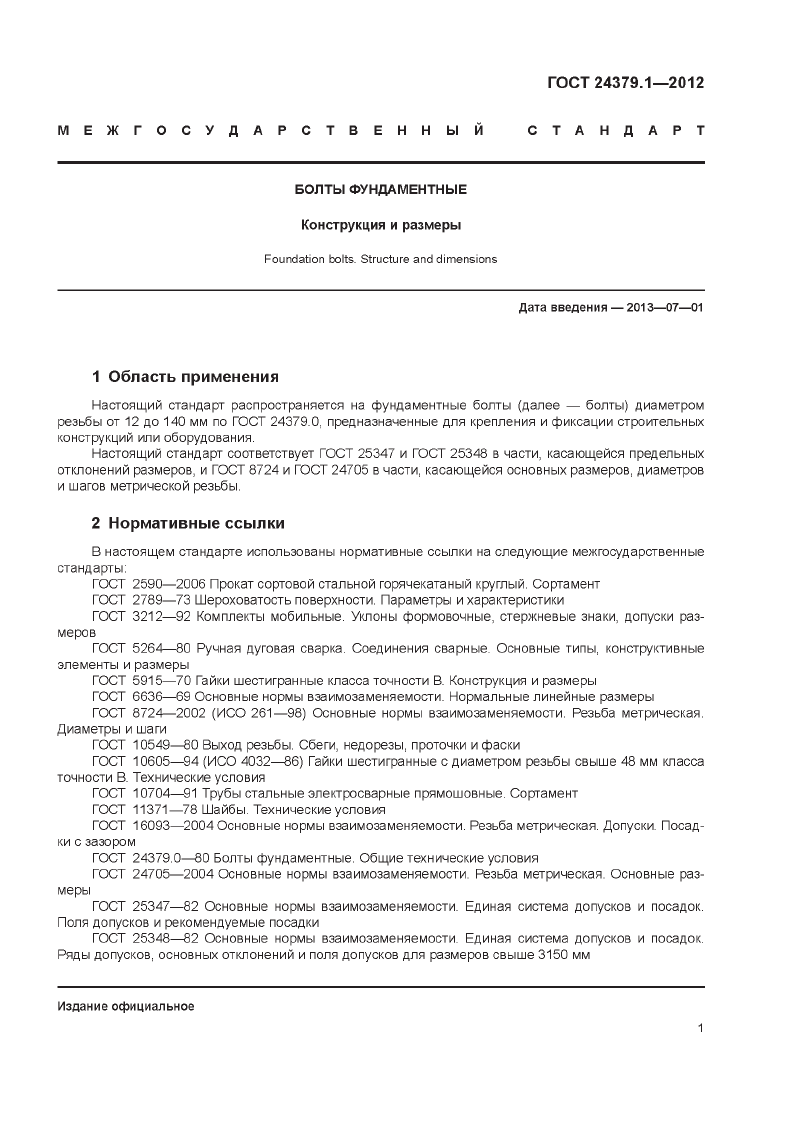 ГОСТ 24379.1—2012
МЕЖГОСУДАРСТВЕННЫЙ СТАНДАРТ
БОЛТЫ ФУНДАМЕНТНЫЕ
Конструкция и размеры
Foundation bolts. Structure and dimensions
Дата введения — 2013—07—01
1 Область применения
Настоящий стандарт распространяется на фундаментные болты (далее — болты) диаметром
резьбы от 12 до 140 мм по ГОСТ 24379.0, предназначенные для крепления и фиксации строительных
конструкций или оборудования.
Настоящий стандарт соответствует ГОСТ 25347 и ГОСТ 25348 в части, касающейся предельных
отклонений размеров, и ГОСТ 8724 и ГОСТ 24705 в части, касающейся основных размеров, диаметров
и шагов метрической резьбы.
2 Нормативные ссылки
В настоящем стандарте использованы нормативные ссылки на следующие межгосударственные
стандарты:
ГОСТ 2590—2006 Прокат сортовой стальной горячекатаный круглый. Сортамент
ГОСТ 2789—73 Шероховатость поверхности. Параметры и характеристики
ГОСТ 3212—92 Комплекты мобильные. Уклоны формовочные, стержневые знаки, допуски раз-
меров
ГОСТ 5264—80 Ручная дуговая сварка. Соединения сварные. Основные типы, конструктивные
элементы и размеры
ГОСТ 5915—70 Гайки шестигранные класса точности В. Конструкция и размеры
ГОСТ 6636—69 Основные нормы взаимозаменяемости. Нормальные линейные размеры
ГОСТ 8724—2002 (ИСО 261—98) Основные нормы взаимозаменяемости. Резьба метрическая.
Диаметры и шаги
ГОСТ 10549—80 Выход резьбы. Сбеги, недорезы, проточки и фаски
ГОСТ 10605—94 (ИСО 4032—86) Гайки шестигранные с диаметром резьбы свыше 48 мм класса
точности В. Технические условия
ГОСТ 10704—91 Трубы стальные электросварные прямошовные. Сортамент
ГОСТ 11371—78 Шайбы. Технические условия
ГОСТ 16093—2004 Основные нормы взаимозаменяемости. Резьба метрическая. Допуски. Посад-
ки с зазором
ГОСТ 24379.0—80 Болты фундаментные. Общие технические условия
ГОСТ 24705—2004 Основные нормы взаимозаменяемости. Резьба метрическая. Основные раз-
меры
ГОСТ 25347—82 Основные нормы взаимозаменяемости. Единая система допусков и посадок.
Поля допусков и рекомендуемые посадки
ГОСТ 25348—82 Основные нормы взаимозаменяемости. Единая система допусков и посадок.
Ряды допусков, основных отклонений и поля допусков для размеров свыше 3150 мм
Издание официальное
1